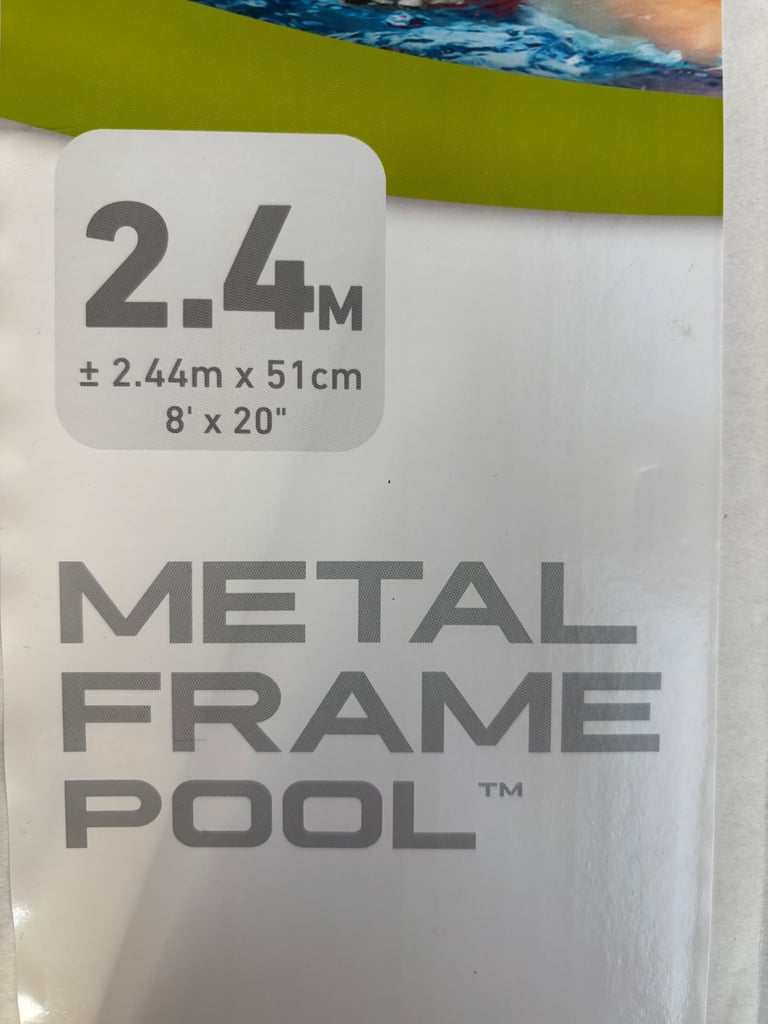 2.4M
± 2.44m x 51cm
8' x 20"
METAL
FRAME
POOL™